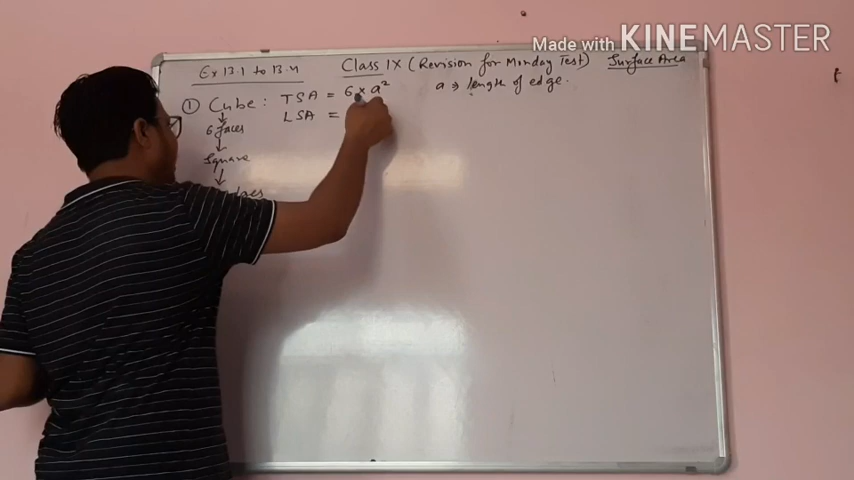 Made with KINEMASTER
Ex 13.1 to 13.4 Class IX (Revision for Monday Test) Surface Area
① Cube: TSA = 6 × a² a → length of edge.
LSA =
6 faces
Square